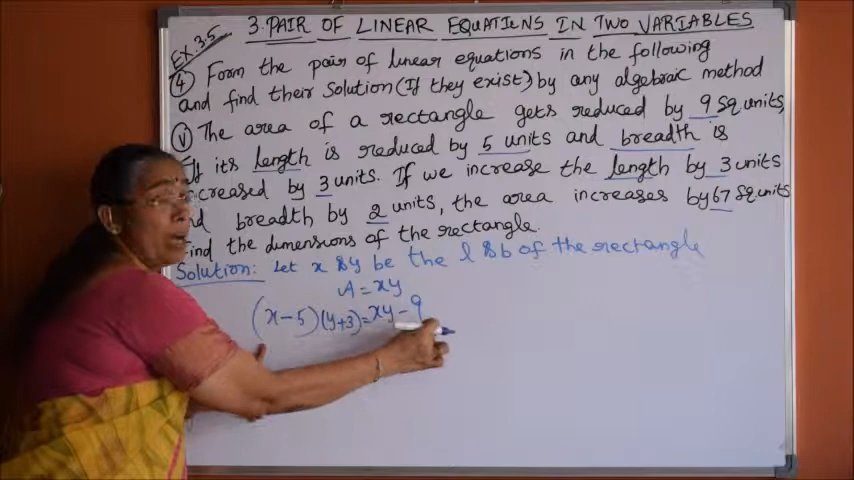 3. PAIR OF LINEAR EQUATIONS IN TWO VARIABLES
EX.3.5
④ Form the pair of linear equations in the following
and find their solution (If they exist) by any algebraic method
ⓥ The area of a rectangle gets reduced by 9 sq units,
If its length is reduced by 5 units and breadth is
increased by 3 units. If we increase the length by 3 units
and breadth by 2 units, the area increases by 67 sq units
Find the dimensions of the rectangle.
Solution: Let x & y be the l & b of the rectangle
A = xy
(x-5)(y+3) = xy - 9